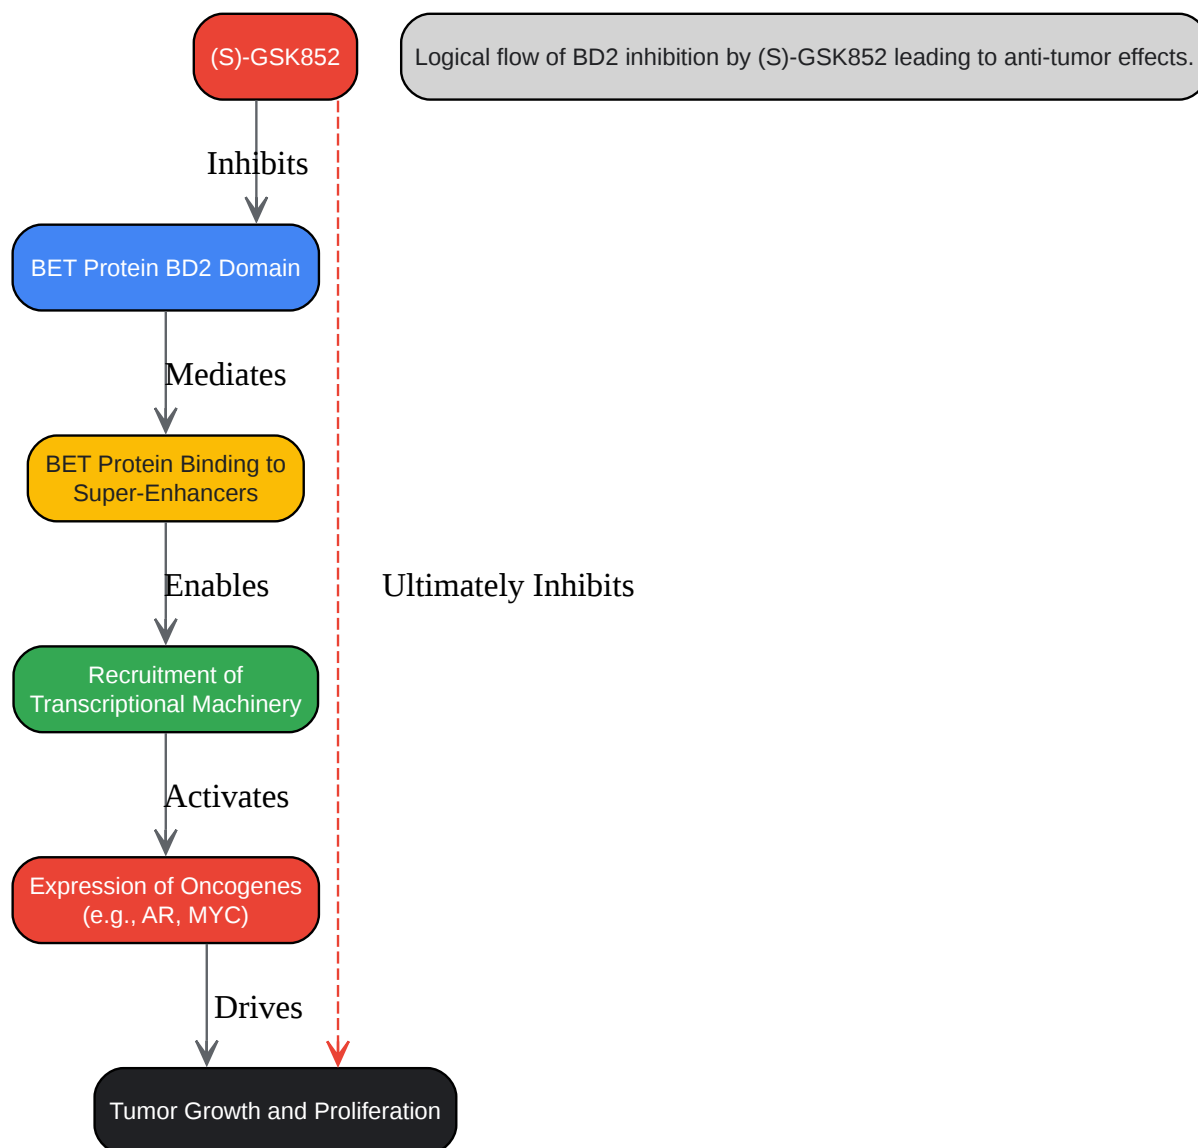 (S)-GSK852
Logical flow of BD2 inhibition by (S)-GSK852 leading to anti-tumor effects.
Inhibits
BET Protein BD2 Domain
Mediates
BET Protein Binding to
Super-Enhancers
Enables
Ultimately Inhibits
Recruitment of
Transcriptional Machinery
Activates
Expression of Oncogenes
(e.g., AR, MYC)
Drives
Tumor Growth and Proliferation